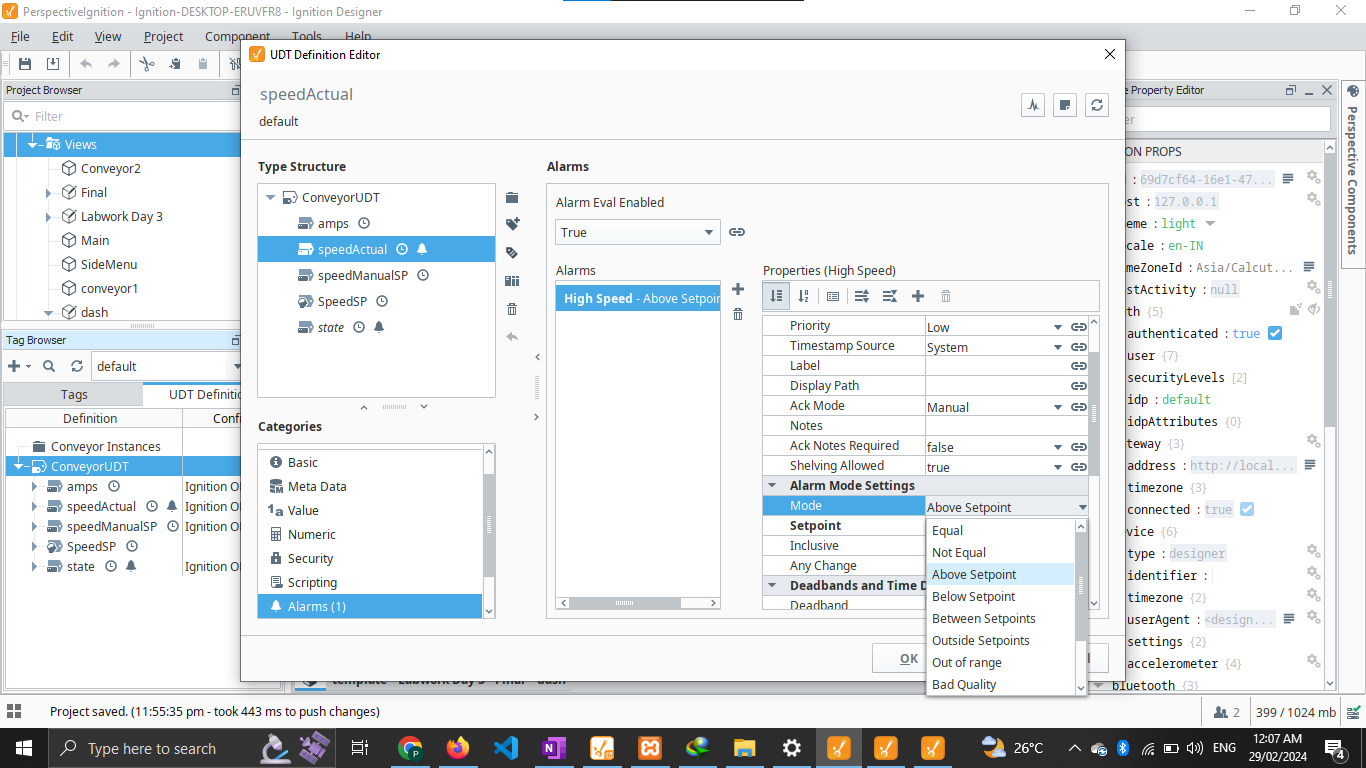 PerspectiveIgnition - Ignition-DESKTOP-ERUVFR8 - Ignition Designer
File Edit View Project Component Tools Help
Project Browser
Filter
Views
Conveyor2
Final
Labwork Day 3
Main
SideMenu
conveyor1
dash
Tag Browser
default
Tags UDT Definitio
Definition Conf
Conveyor Instances
ConveyorUDT
amps Ignition O
speedActual Ignition O
speedManualSP Ignition O
SpeedSP
state Ignition O
UDT Definition Editor
speedActual
default
Type Structure
ConveyorUDT
amps
speedActual
speedManualSP
SpeedSP
state
Categories
Basic
Meta Data
1a Value
Numeric
Security
Scripting
Alarms (1)
Alarms
Alarm Eval Enabled
True
Alarms
High Speed - Above Setpoin
Properties (High Speed)
Priority Low
Timestamp Source System
Label
Display Path
Ack Mode Manual
Notes
Ack Notes Required false
Shelving Allowed true
Alarm Mode Settings
Mode Above Setpoint
Setpoint
Inclusive
Any Change
Deadbands and Time D
Deadband
Equal
Not Equal
Above Setpoint
Below Setpoint
Between Setpoints
Outside Setpoints
Out of range
Bad Quality
OK
e Property Editor
er
ON PROPS
: 69d7cf64-16e1-47...
ost : 127.0.0.1
eme : light
cale : en-IN
meZoneId : Asia/Calcut...
stActivity : null
th {5}
authenticated : true
user {7}
securityLevels [2]
idp : default
idpAttributes {0}
teway {3}
address : http://local...
timezone {3}
connected : true
vice {6}
type : designer
identifier :
timezone {2}
userAgent : <design...
settings {2}
accelerometer {4}
bluetooth {3}
Perspective Components
template Labwork Day 3 Final dash
Project saved. (11:55:35 pm - took 443 ms to push changes)
2
399 / 1024 mb
Type here to search
26°C
ENG
12:07 AM
29/02/2024
4